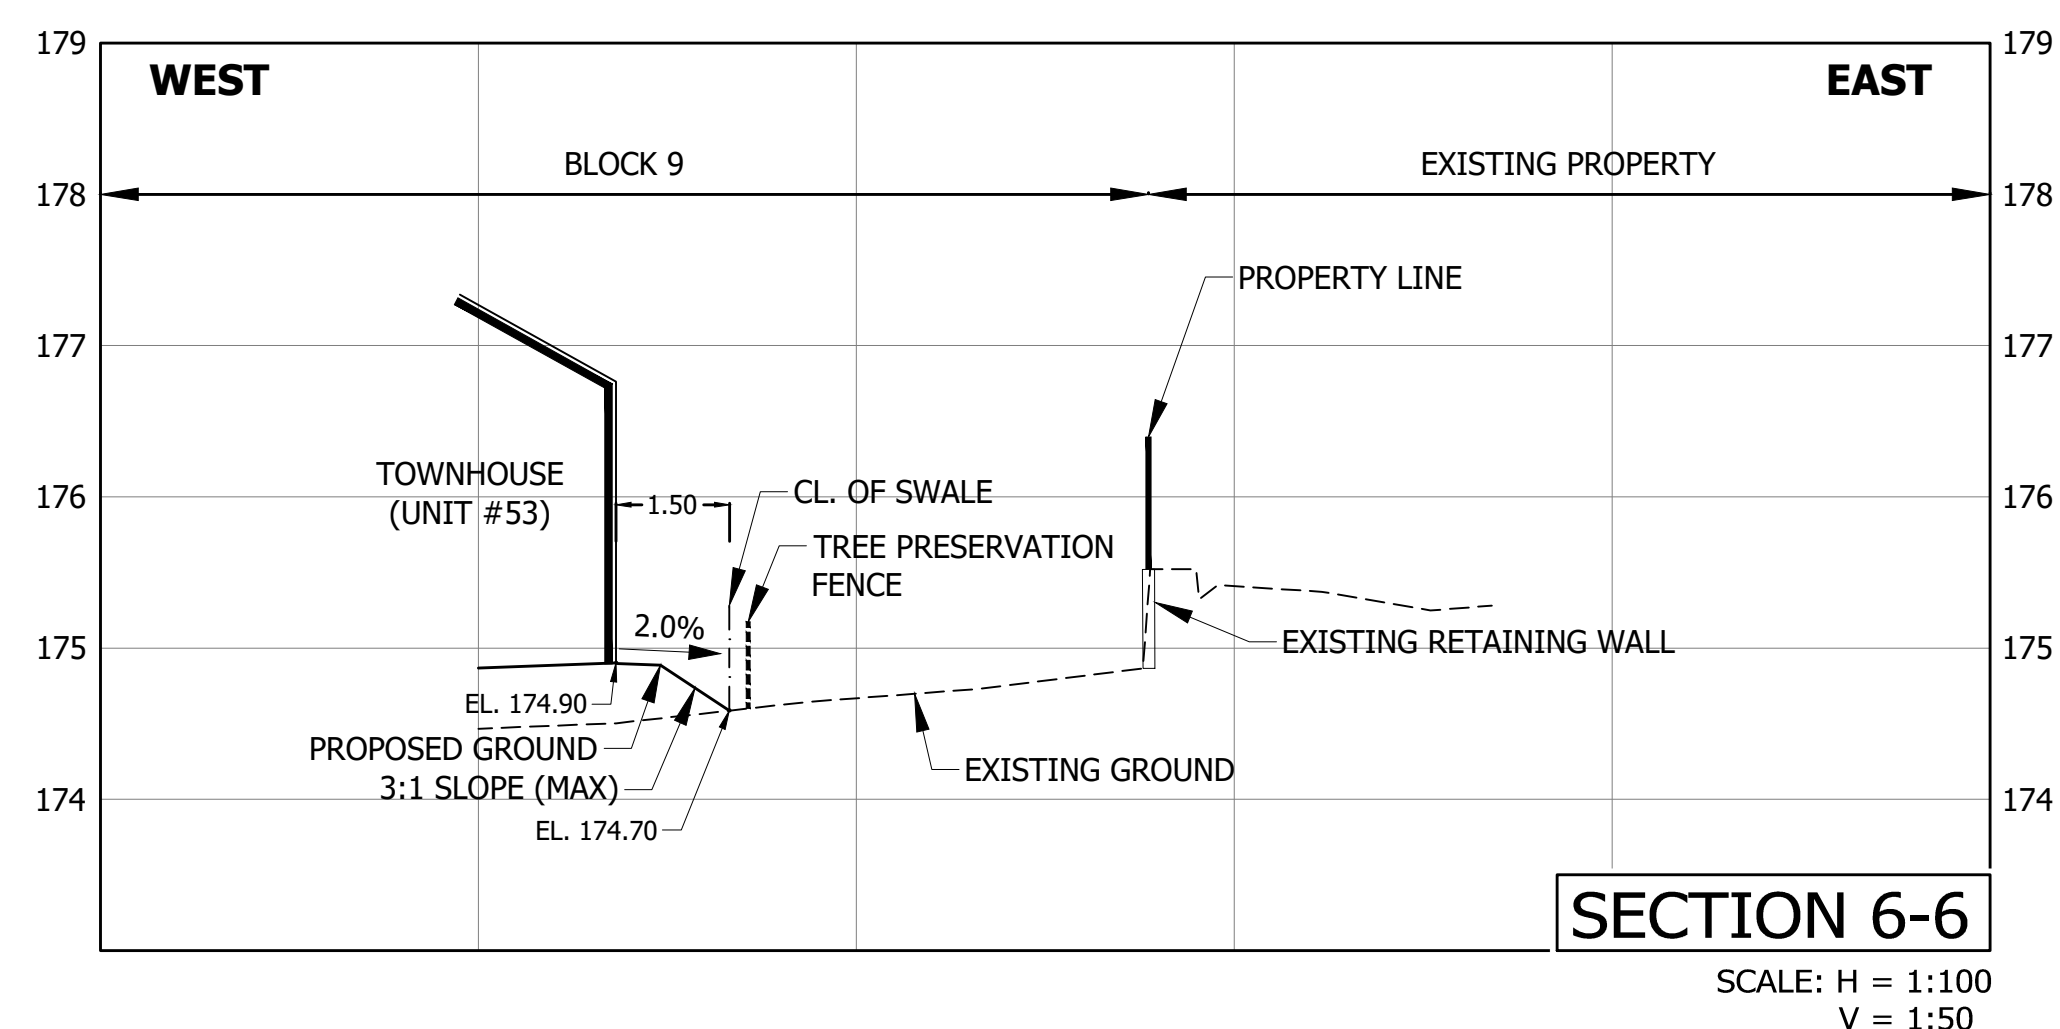 179
179
WEST
EAST
BLOCK 9
EXISTING PROPERTY
178
178
PROPERTY LINE
177
177
TOWNHOUSE
(UNIT #53)
176
176
1.50
CL. OF SWALE
TREE PRESERVATION
FENCE
2.0%
175
175
EXISTING RETAINING WALL
EL. 174.90
PROPOSED GROUND
EXISTING GROUND
3:1 SLOPE (MAX)
174
174
EL. 174.70
SECTION 6-6
SCALE: H = 1:100
V = 1:50